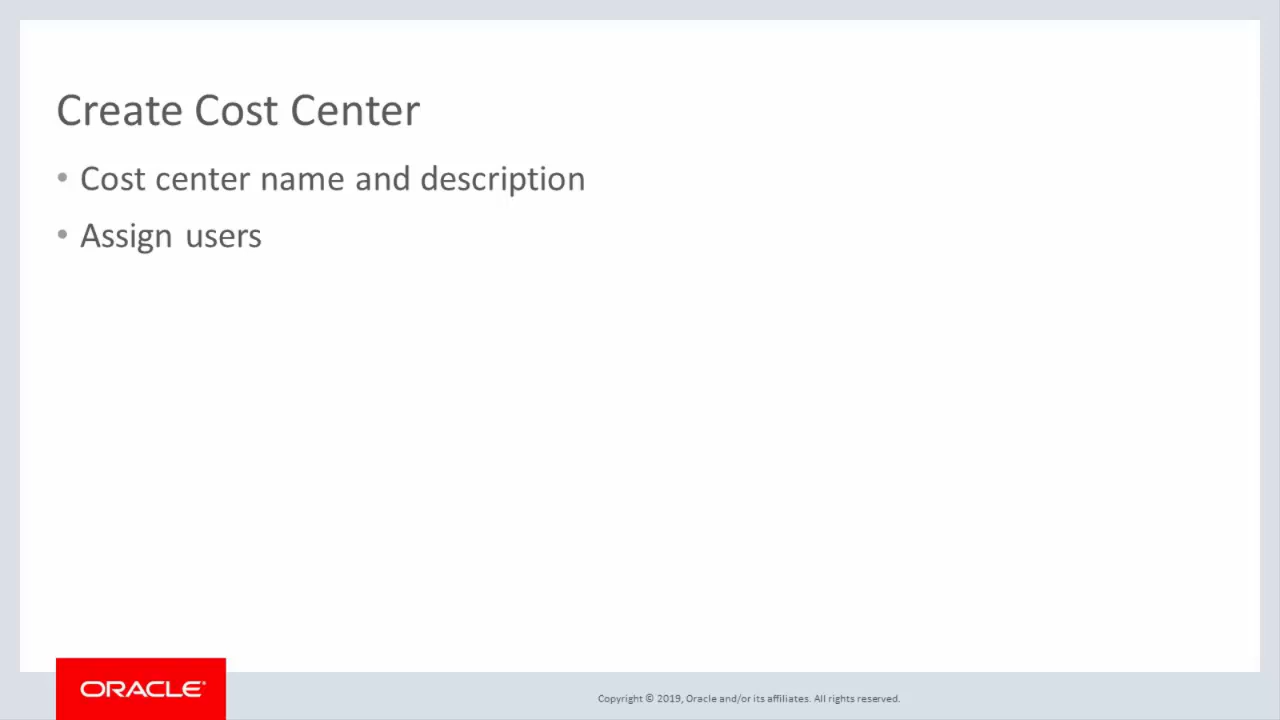 Create Cost Center
• Cost center name and description
• Assign users
ORACLE®
Copyright © 2019, Oracle and/or its affiliates. All rights reserved.